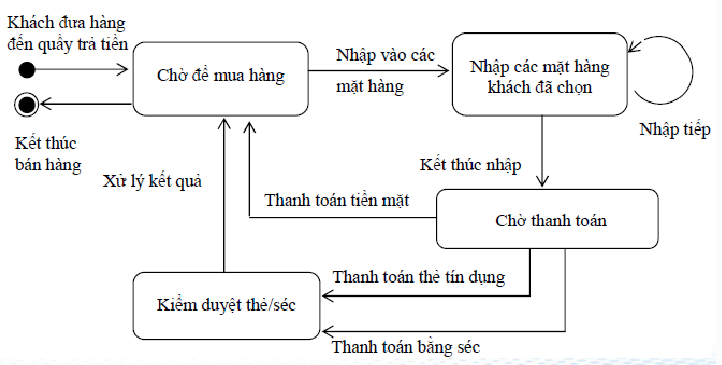 Khách đưa hàng
đến quầy trả tiền
Chờ để mua hàng
Nhập vào các
mặt hàng
Nhập các mặt hàng
khách đã chọn
Nhập tiếp
Kết thúc
bán hàng
Kết thúc nhập
Xử lý kết quả
Thanh toán tiền mặt
Chờ thanh toán
Thanh toán thẻ tín dụng
Kiểm duyệt thẻ/séc
Thanh toán bằng séc